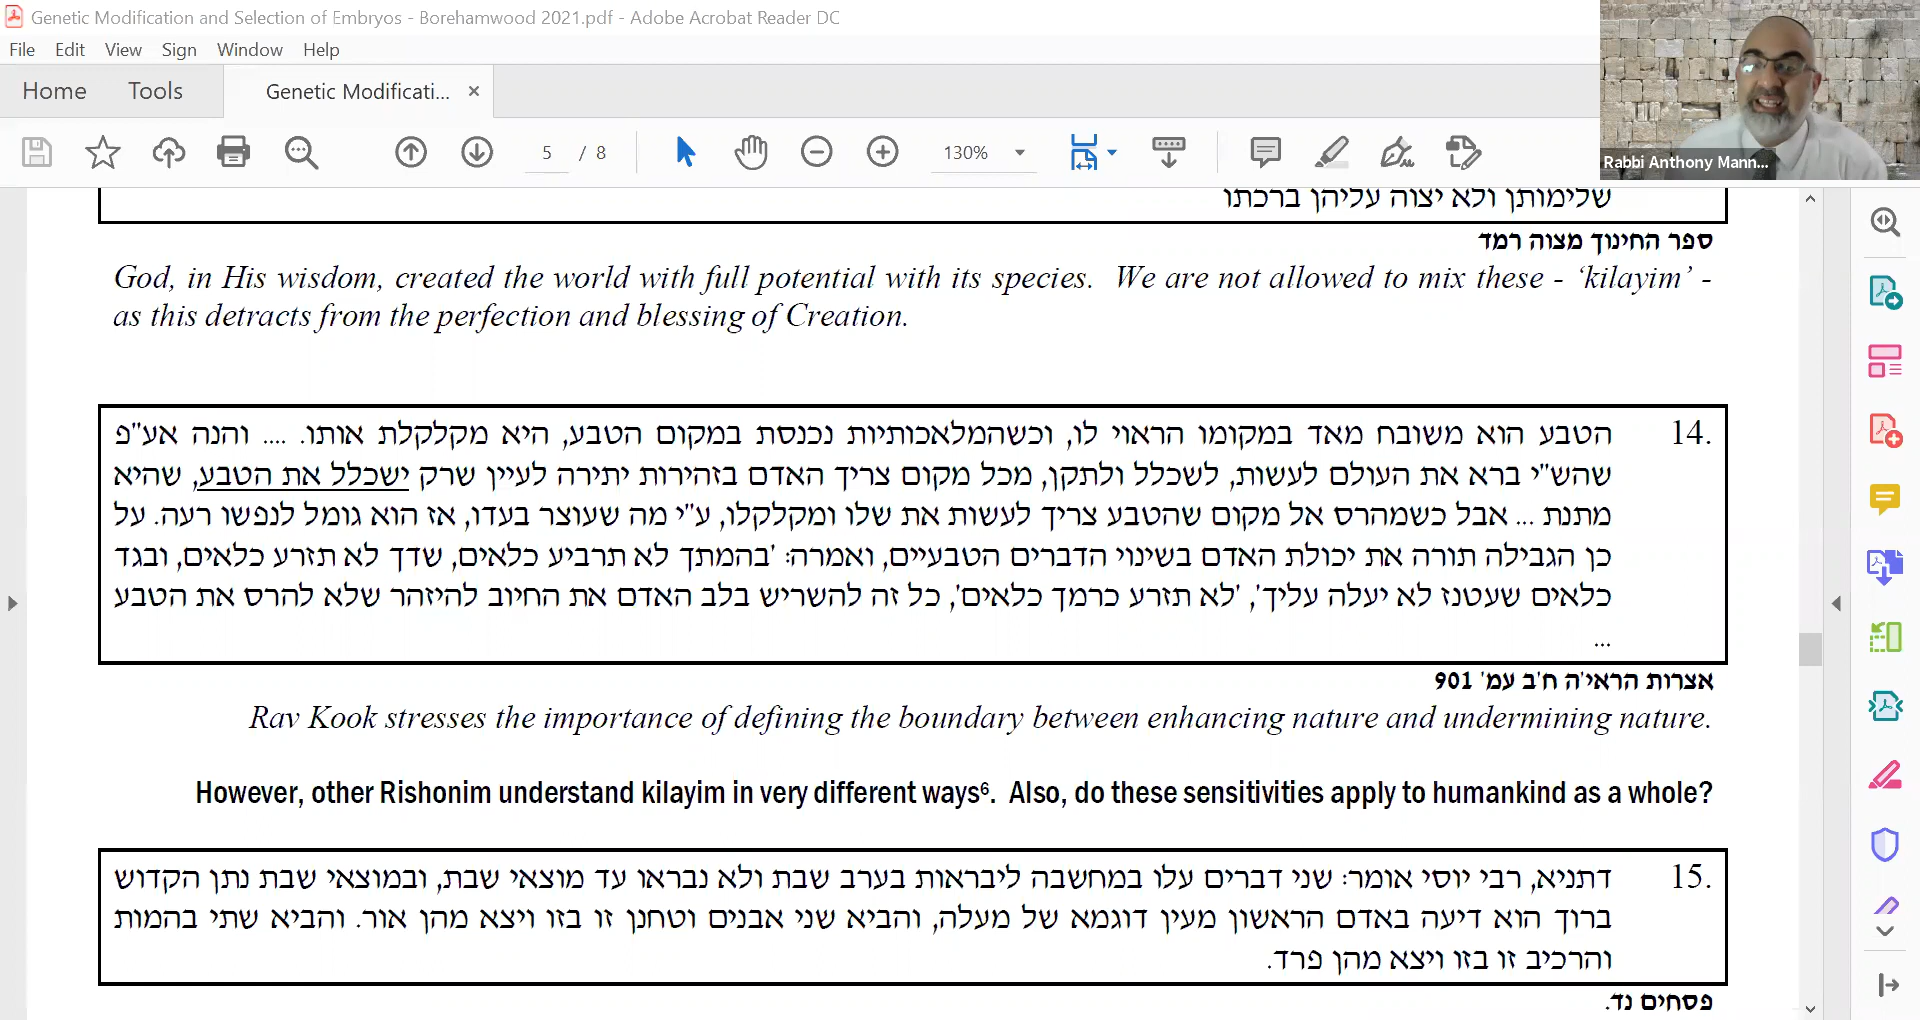 Genetic Modification and Selection of Embryos - Borehamwood 2021.pdf - Adobe Acrobat Reader DC
File Edit View Sign Window Help
Home Tools Genetic Modificati... ×
5 / 8 130%
Rabbi Anthony Mann...
שלימותן ולא יצוה עליהן ברכתו
ספר החינוך מצוה רמד
God, in His wisdom, created the world with full potential with its species. We are not allowed to mix these - ‘kilayim’ -
as this detracts from the perfection and blessing of Creation.
14. הטבע הוא משובח מאד במקומו הראוי לו, וכשהמלאכותיות נכנסת במקום הטבע, היא מקלקלת אותו. .... והנה אע"פ
שהש"י ברא את העולם לעשות, לשכלל ולתקן, מכל מקום צריך האדם בזהירות יתירה לעיין שרק ישכלל את הטבע, שהיא
מתנת ... אבל כשמהרס אל מקום שהטבע צריך לעשות את שלו ומקלקלו, ע"י מה שעוצר בעדו, אז הוא גומל לנפשו רעה. על
כן הגבילה תורה את יכולת האדם בשינוי הדברים הטבעיים, ואמרה: 'בהמתך לא תרביע כלאים, שדך לא תזרע כלאים, ובגד
כלאים שעטנז לא יעלה עליך', 'לא תזרע כרמך כלאים', כל זה להשריש בלב האדם את החיוב להיזהר שלא להרס את הטבע
...
אצרות הראי'ה ח'ב עמ' 901
Rav Kook stresses the importance of defining the boundary between enhancing nature and undermining nature.
However, other Rishonim understand kilayim in very different ways⁶. Also, do these sensitivities apply to humankind as a whole?
15. דתניא, רבי יוסי אומר: שני דברים עלו במחשבה ליבראות בערב שבת ולא נבראו עד מוצאי שבת, ובמוצאי שבת נתן הקדוש
ברוך הוא דיעה באדם הראשון מעין דוגמא של מעלה, והביא שני אבנים וטחנן זו בזו ויצא מהן אור. והביא שתי בהמות
והרכיב זו בזו ויצא מהן פרד.
פסחים נד.